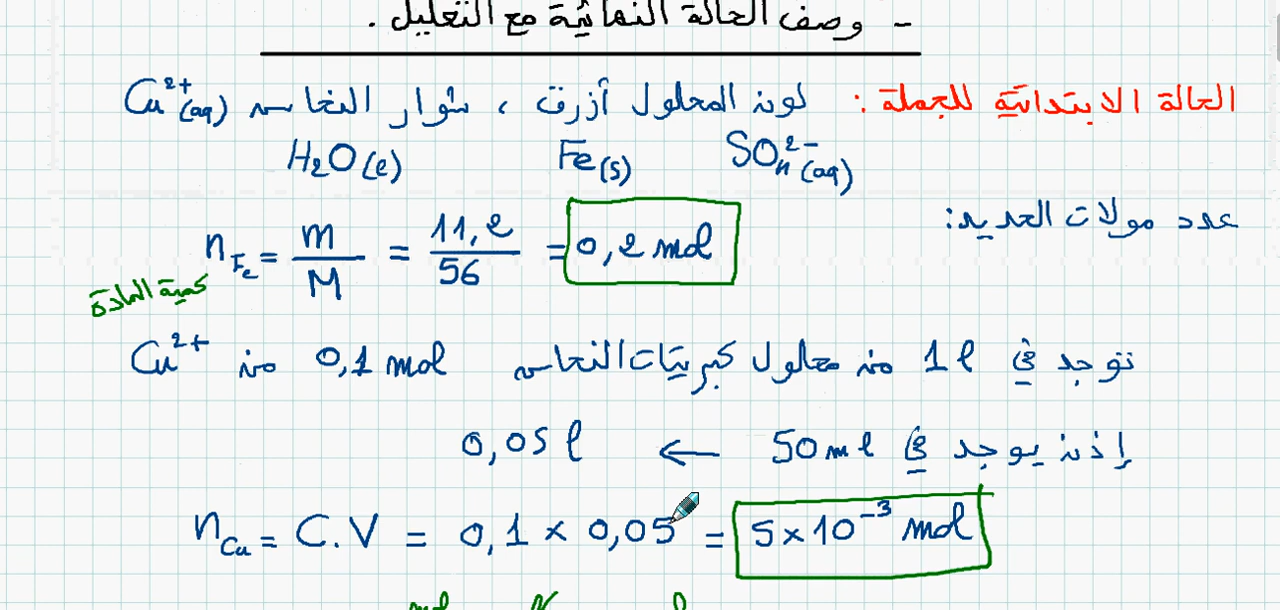 - وصف الحالة النهائية مع التعليل .
الحالة الابتدائية للجملة : لون المحلول أزرق ، شوارد النحاس Cu²⁺(aq)
SO₄²⁻(aq) Fe(s) H₂O(l)
عدد مولات الحديد:
n_Fe = m/M = 11,2/56 = 0,2 mol
كمية المادة
توجد في 1l من محلول كبريتات النحاس 0,1 mol من Cu²⁺
إذن يوجد في 50ml ← 0,05 l
n_Cu = C.V = 0,1 × 0,05 = 5×10⁻³ mol
mol l